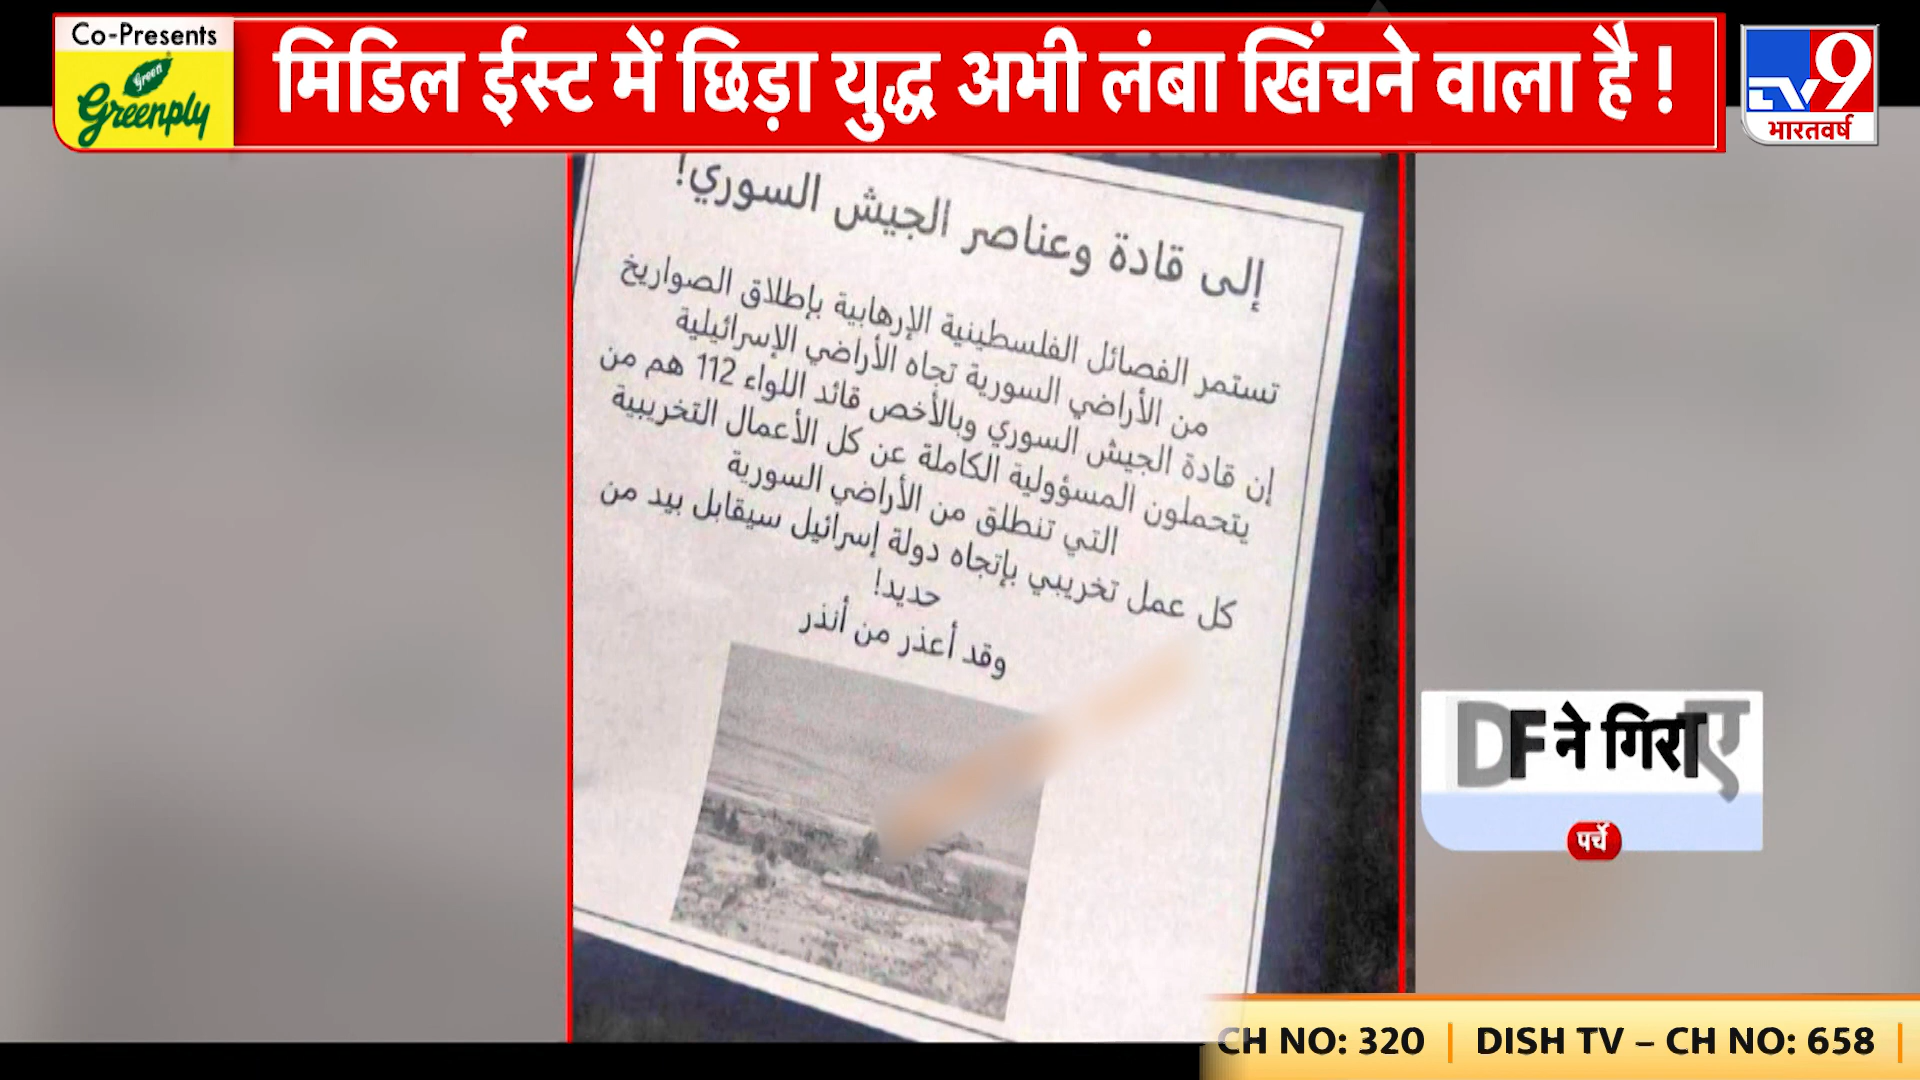 Co-Presents
Green
Greenply
मिडिल ईस्ट में छिड़ा युद्ध अभी लंबा खिंचने वाला है !
TV9
भारतवर्ष
إلى قادة وعناصر الجيش السوري!
تستمر الفصائل الفلسطينية الإرهابية بإطلاق الصواريخ
من الأراضي السورية تجاه الأراضي الإسرائيلية
إن قادة الجيش السوري وبالأخص قائد اللواء 112 هم من
يتحملون المسؤولية الكاملة عن كل الأعمال التخريبية
التي تنطلق من الأراضي السورية
كل عمل تخريبي بإتجاه دولة إسرائيل سيقابل بيد من
حديد!
وقد أعذر من أنذر
DF ने गिराए
पर्चे
CH NO: 320 | DISH TV – CH NO: 658 |